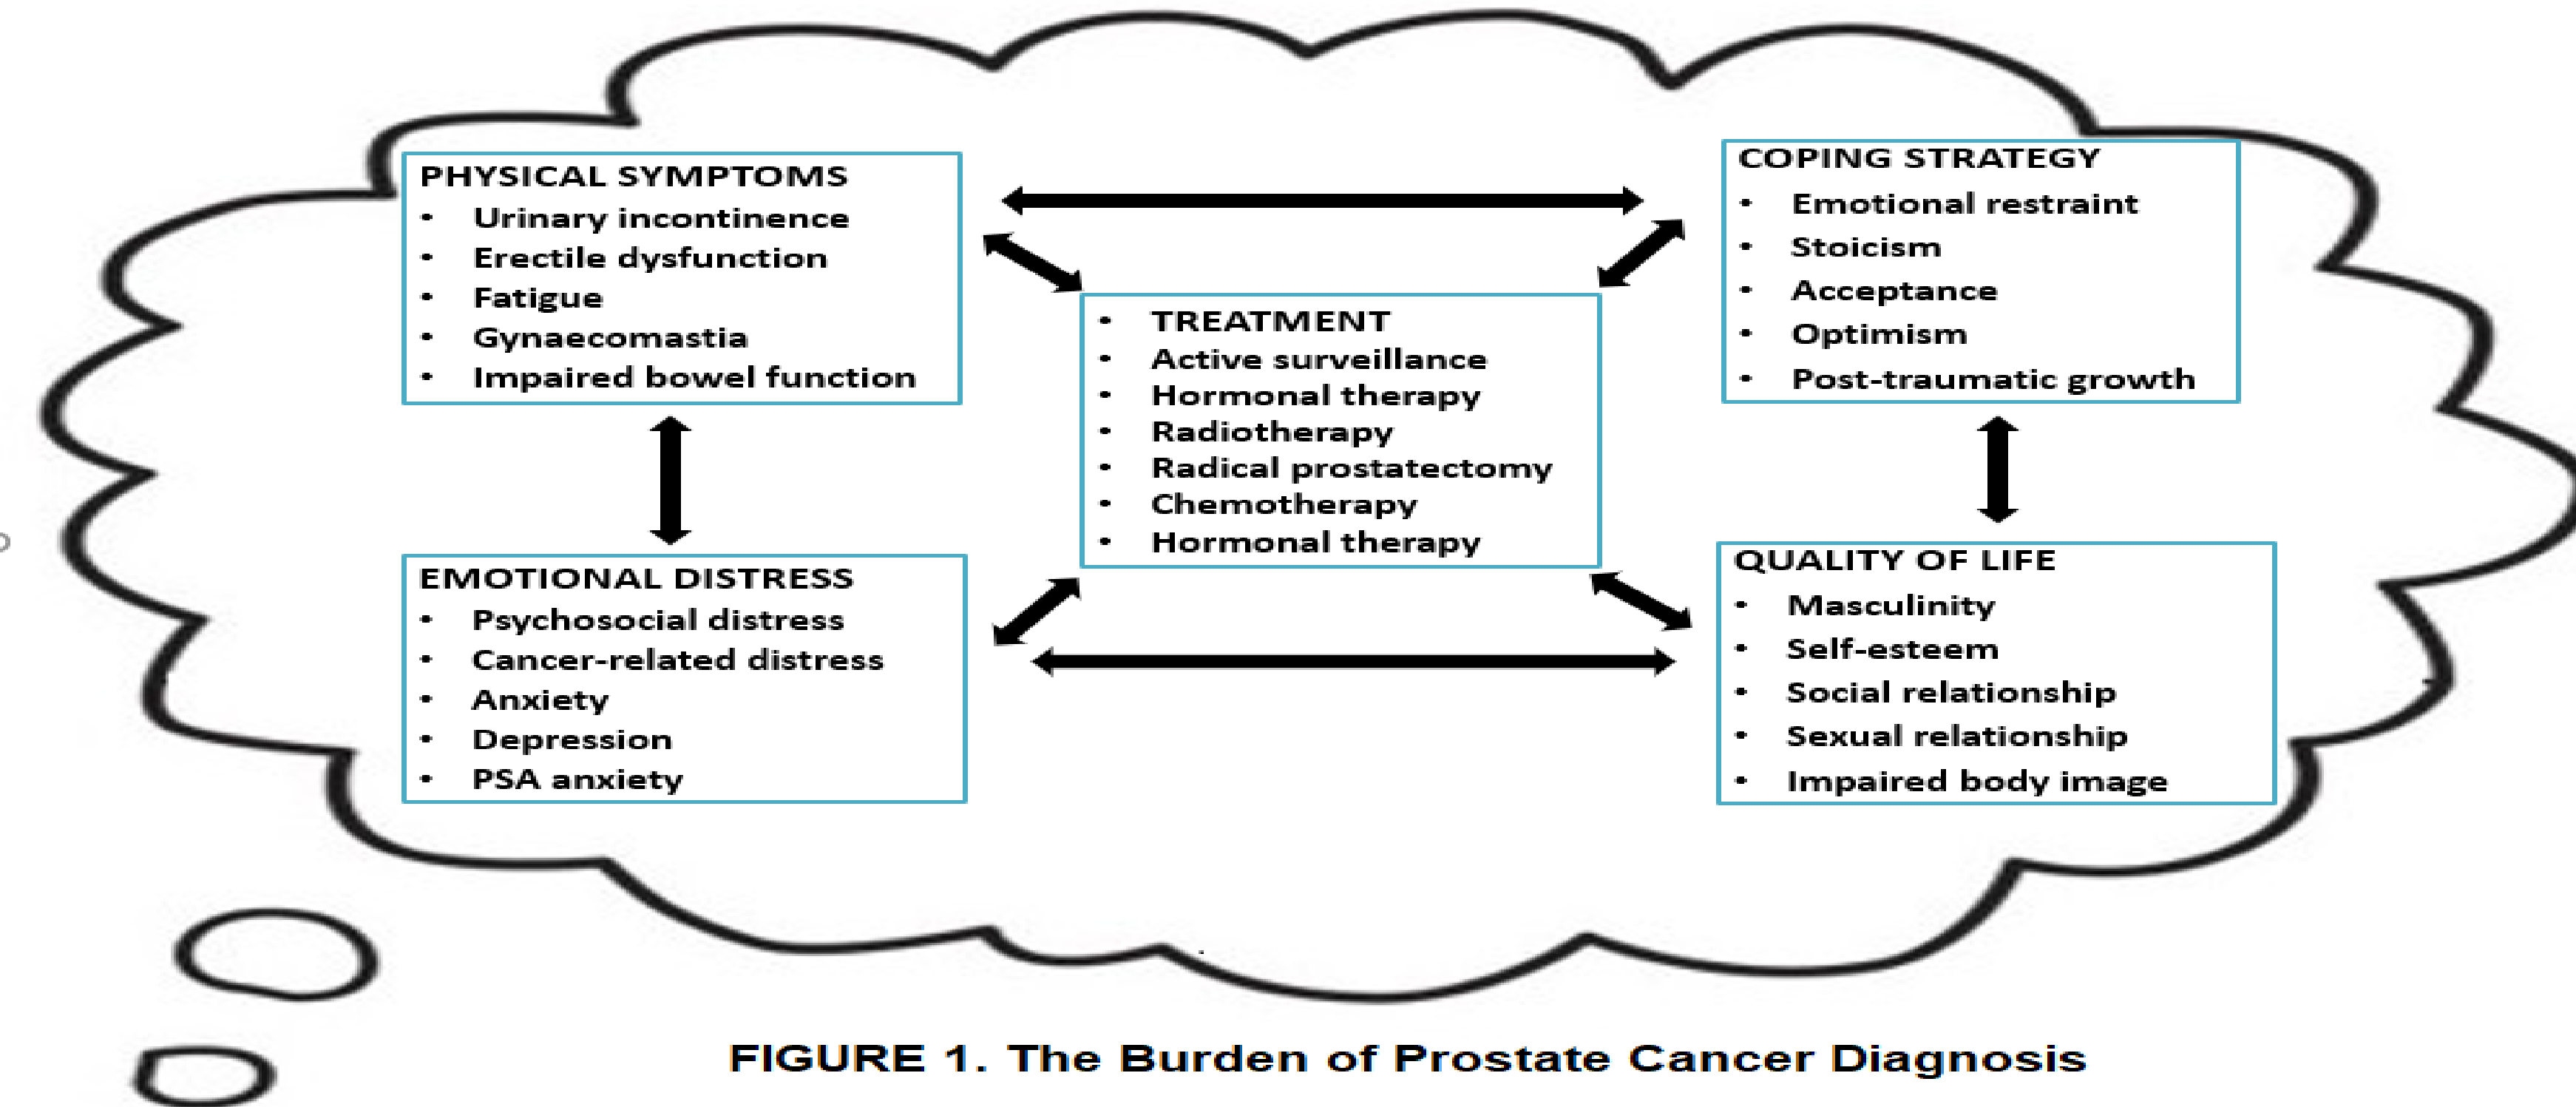 PHYSICAL SYMPTOMS
• Urinary incontinence
• Erectile dysfunction
• Fatigue
• Gynaecomastia
• Impaired bowel function
COPING STRATEGY
• Emotional restraint
• Stoicism
• Acceptance
• Optimism
• Post-traumatic growth
• TREATMENT
• Active surveillance
• Hormonal therapy
• Radiotherapy
• Radical prostatectomy
• Chemotherapy
• Hormonal therapy
EMOTIONAL DISTRESS
• Psychosocial distress
• Cancer-related distress
• Anxiety
• Depression
• PSA anxiety
QUALITY OF LIFE
• Masculinity
• Self-esteem
• Social relationship
• Sexual relationship
• Impaired body image
FIGURE 1. The Burden of Prostate Cancer Diagnosis